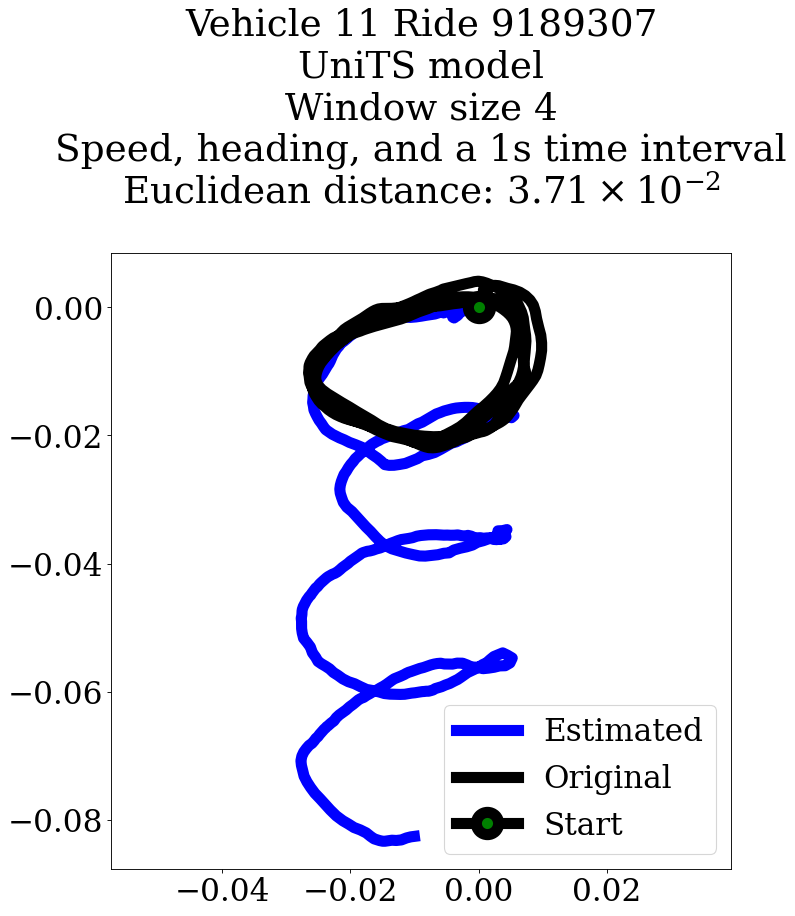 Vehicle 11 Ride 9189307
UniTS model
Window size 4
Speed, heading, and a 1s time interval
Euclidean distance: 3.71 × 10⁻²
0.00
−0.02
−0.04
−0.06
−0.08
Estimated
Original
Start
−0.04 −0.02 0.00 0.02